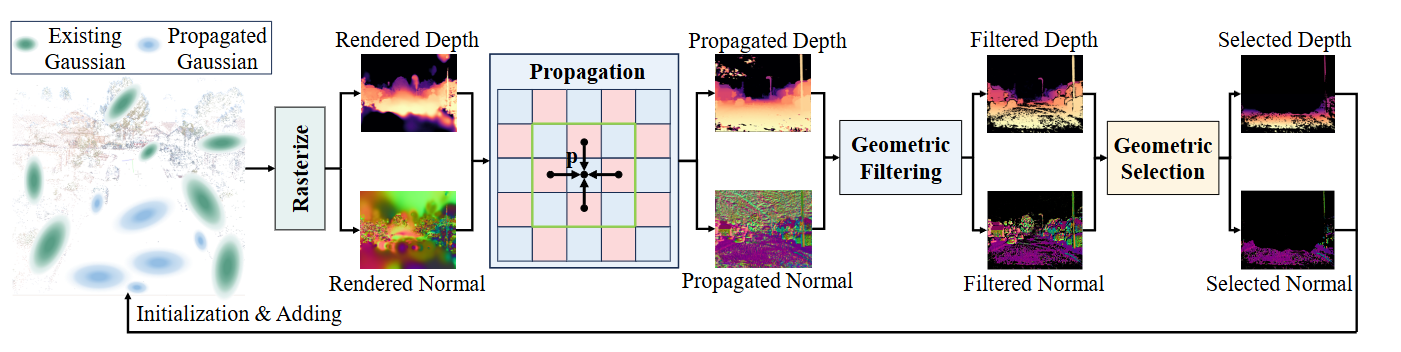 Existing
Gaussian
Propagated
Gaussian
Rasterize
Rendered Depth
Rendered Normal
Propagation
p
Propagated Depth
Propagated Normal
Geometric
Filtering
Filtered Depth
Filtered Normal
Geometric
Selection
Selected Depth
Selected Normal
Initialization & Adding